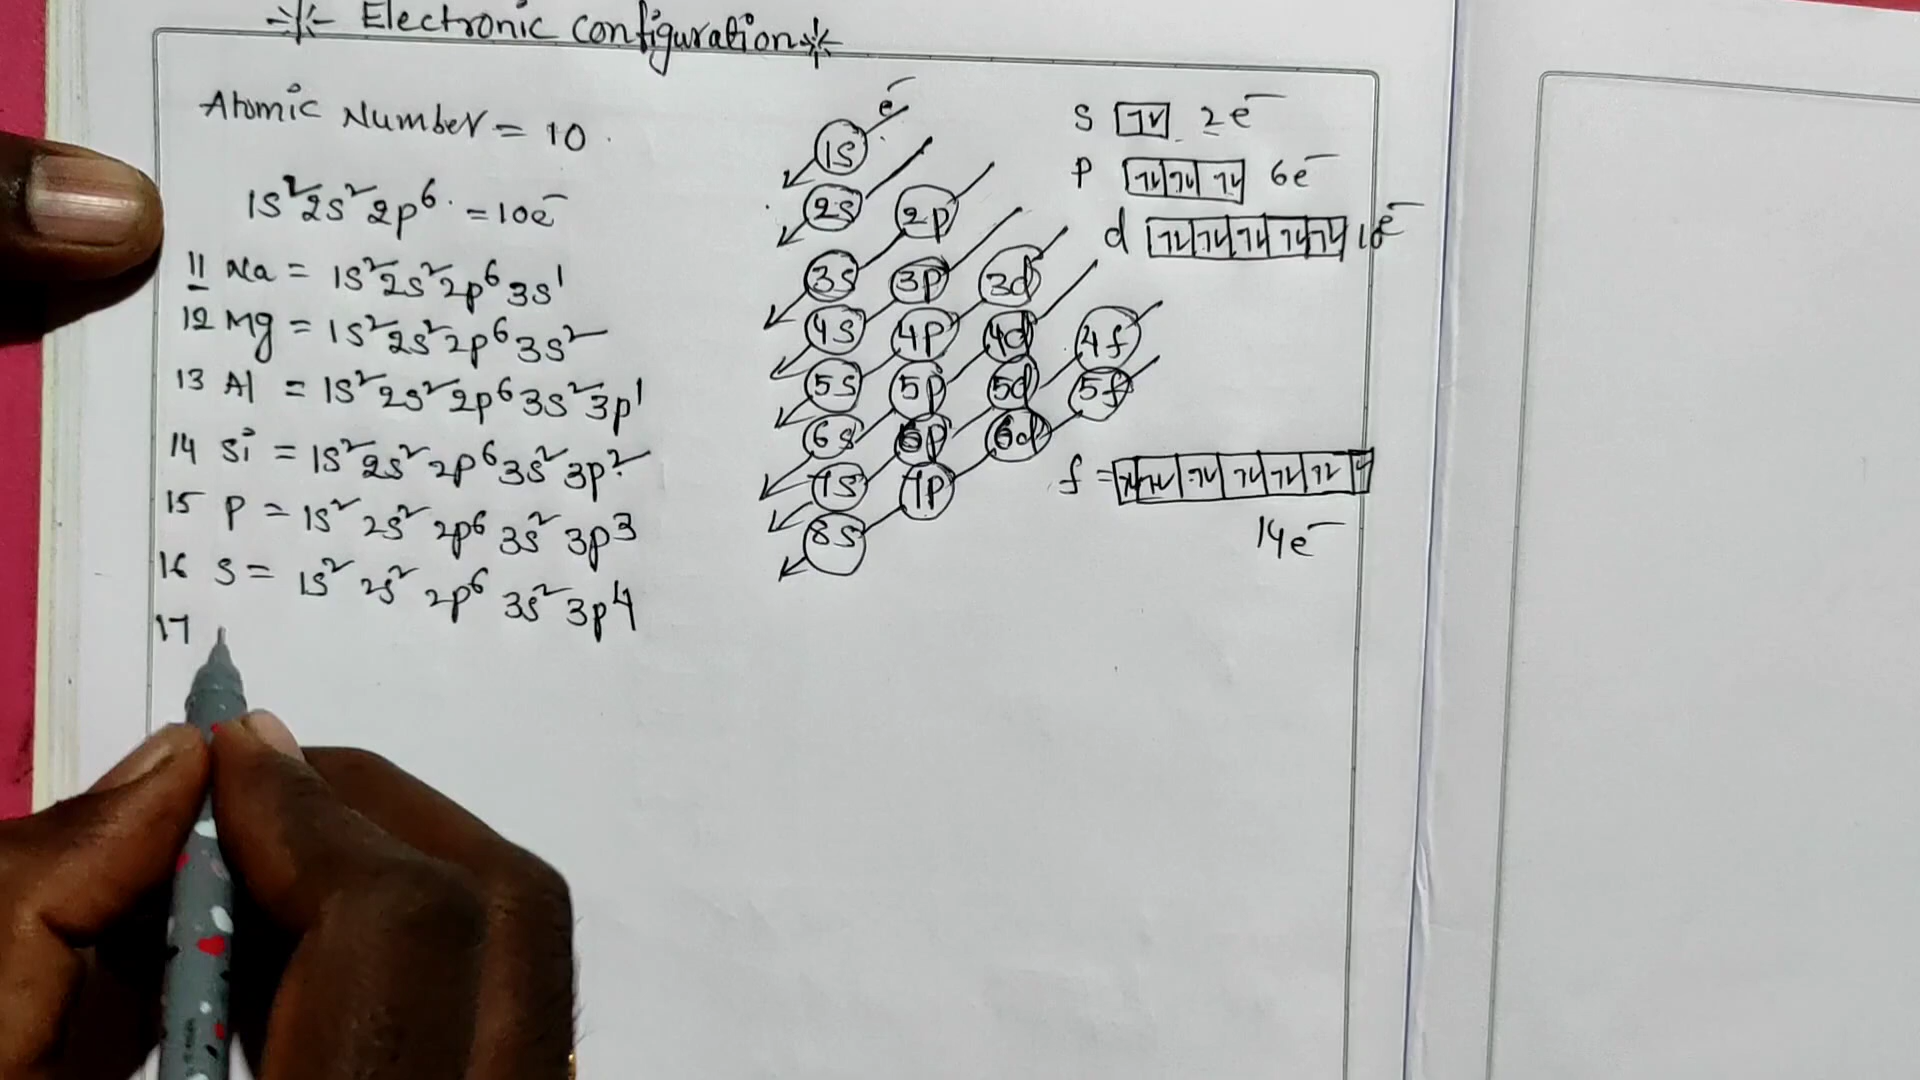 Electronic Configuration
Atomic Number = 10
1s² 2s² 2p⁶ = 10e⁻
11 Na = 1s² 2s² 2p⁶ 3s¹
12 Mg = 1s² 2s² 2p⁶ 3s²
13 Al = 1s² 2s² 2p⁶ 3s² 3p¹
14 Si = 1s² 2s² 2p⁶ 3s² 3p²
15 P = 1s² 2s² 2p⁶ 3s² 3p³
16 S = 1s² 2s² 2p⁶ 3s² 3p⁴
17
e⁻
1s
2s 2p
3s 3p 3d
4s 4p 4d 4f
5s 5p 5d 5f
6s 6p 6d
7s 7p
8s
S 2e⁻
P 6e⁻
d 10e⁻
f =
14e⁻